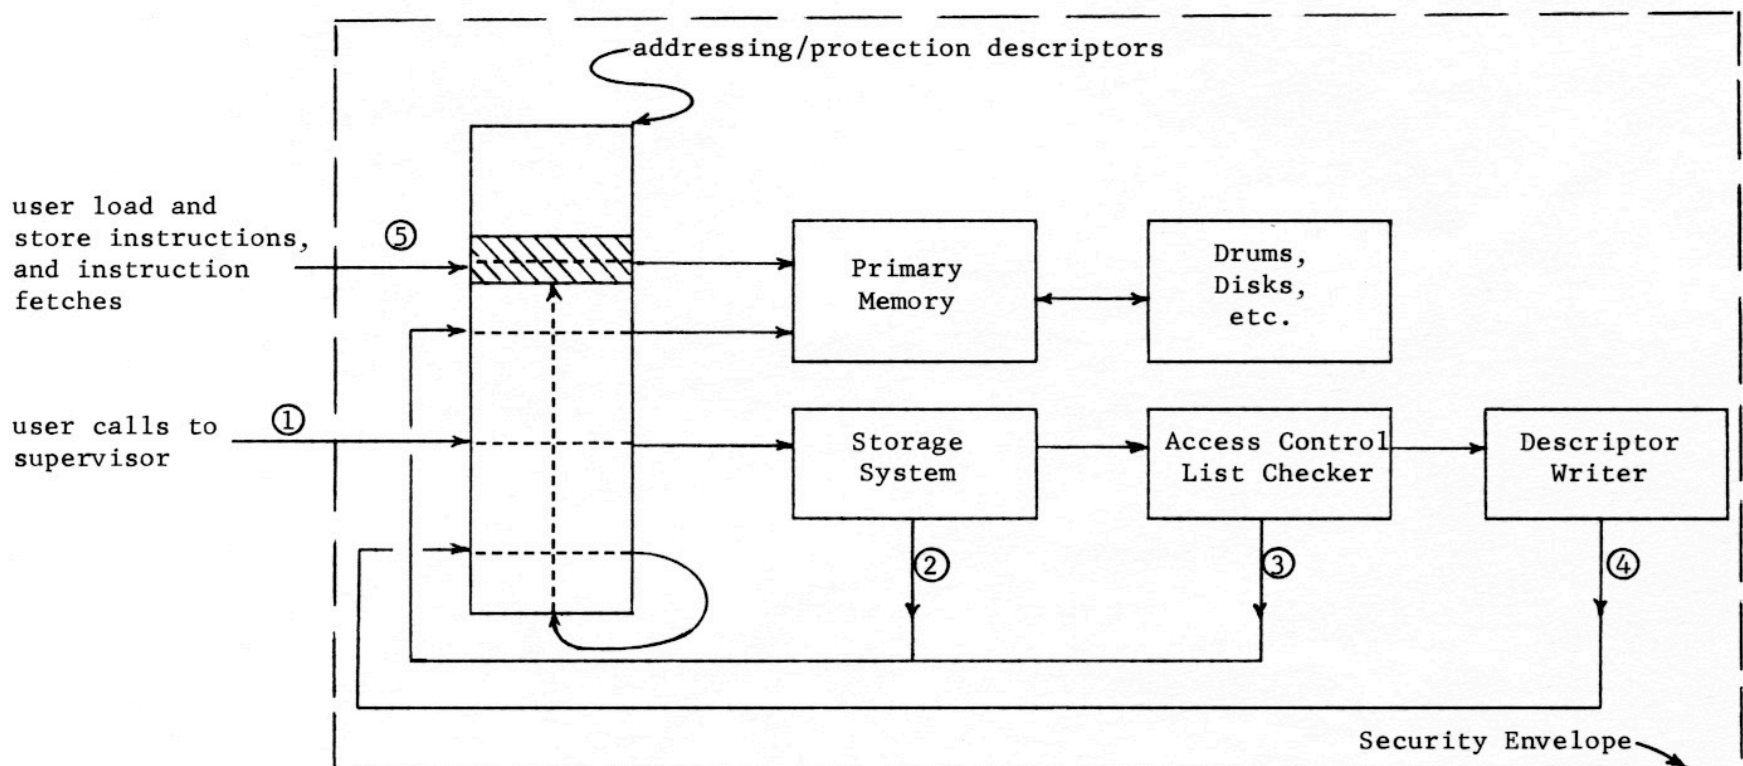 addressing/protection descriptors
user load and
store instructions,
and instruction
fetches
⑤
Primary
Memory
Drums,
Disks,
etc.
user calls to
supervisor
①
Storage
System
Access Control
List Checker
Descriptor
Writer
②
③
④
Security Envelope